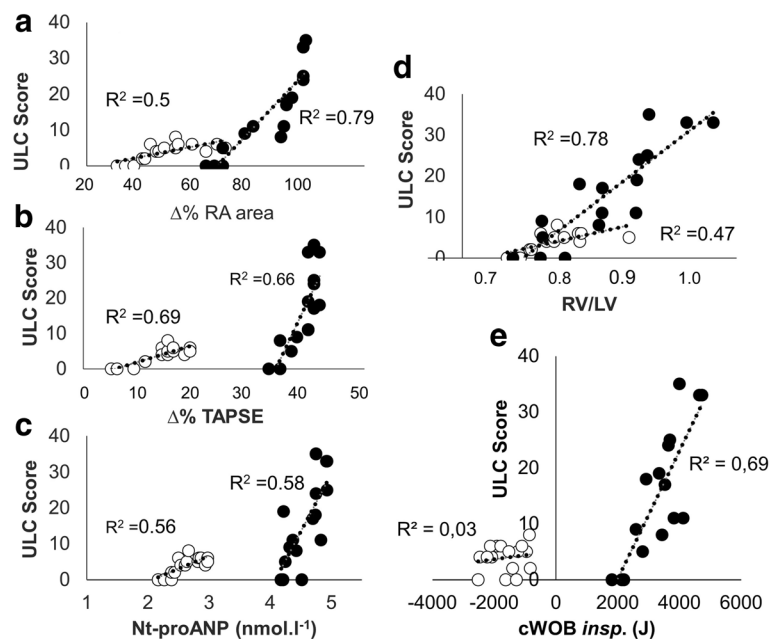 a
40
30
20
10
0
ULC Score
R² =0.5
R² =0.79
20 40 60 80 100
Δ% RA area
b
40
30
20
10
0
ULC Score
R² =0.69
R² =0.66
0 10 20 30 40 50
Δ% TAPSE
c
40
30
20
10
0
ULC Score
R² =0.56
R² =0.58
1 2 3 4 5
Nt-proANP (nmol.l⁻¹)
d
40
30
20
10
0
ULC Score
R² =0.78
R² =0.47
0.7 0.8 0.9 1.0
RV/LV
e
40
30
20
10
0
ULC Score
R² = 0,03
R² = 0,69
-4000 -2000 0 2000 4000 6000
cWOB insp. (J)